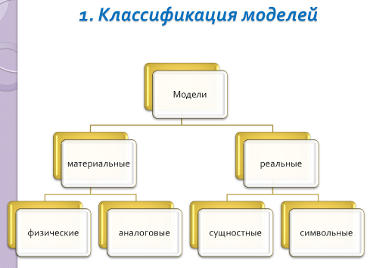 1. Классификация моделей
Модели
материальные
реальные
физические
аналоговые
сущностные
символьные